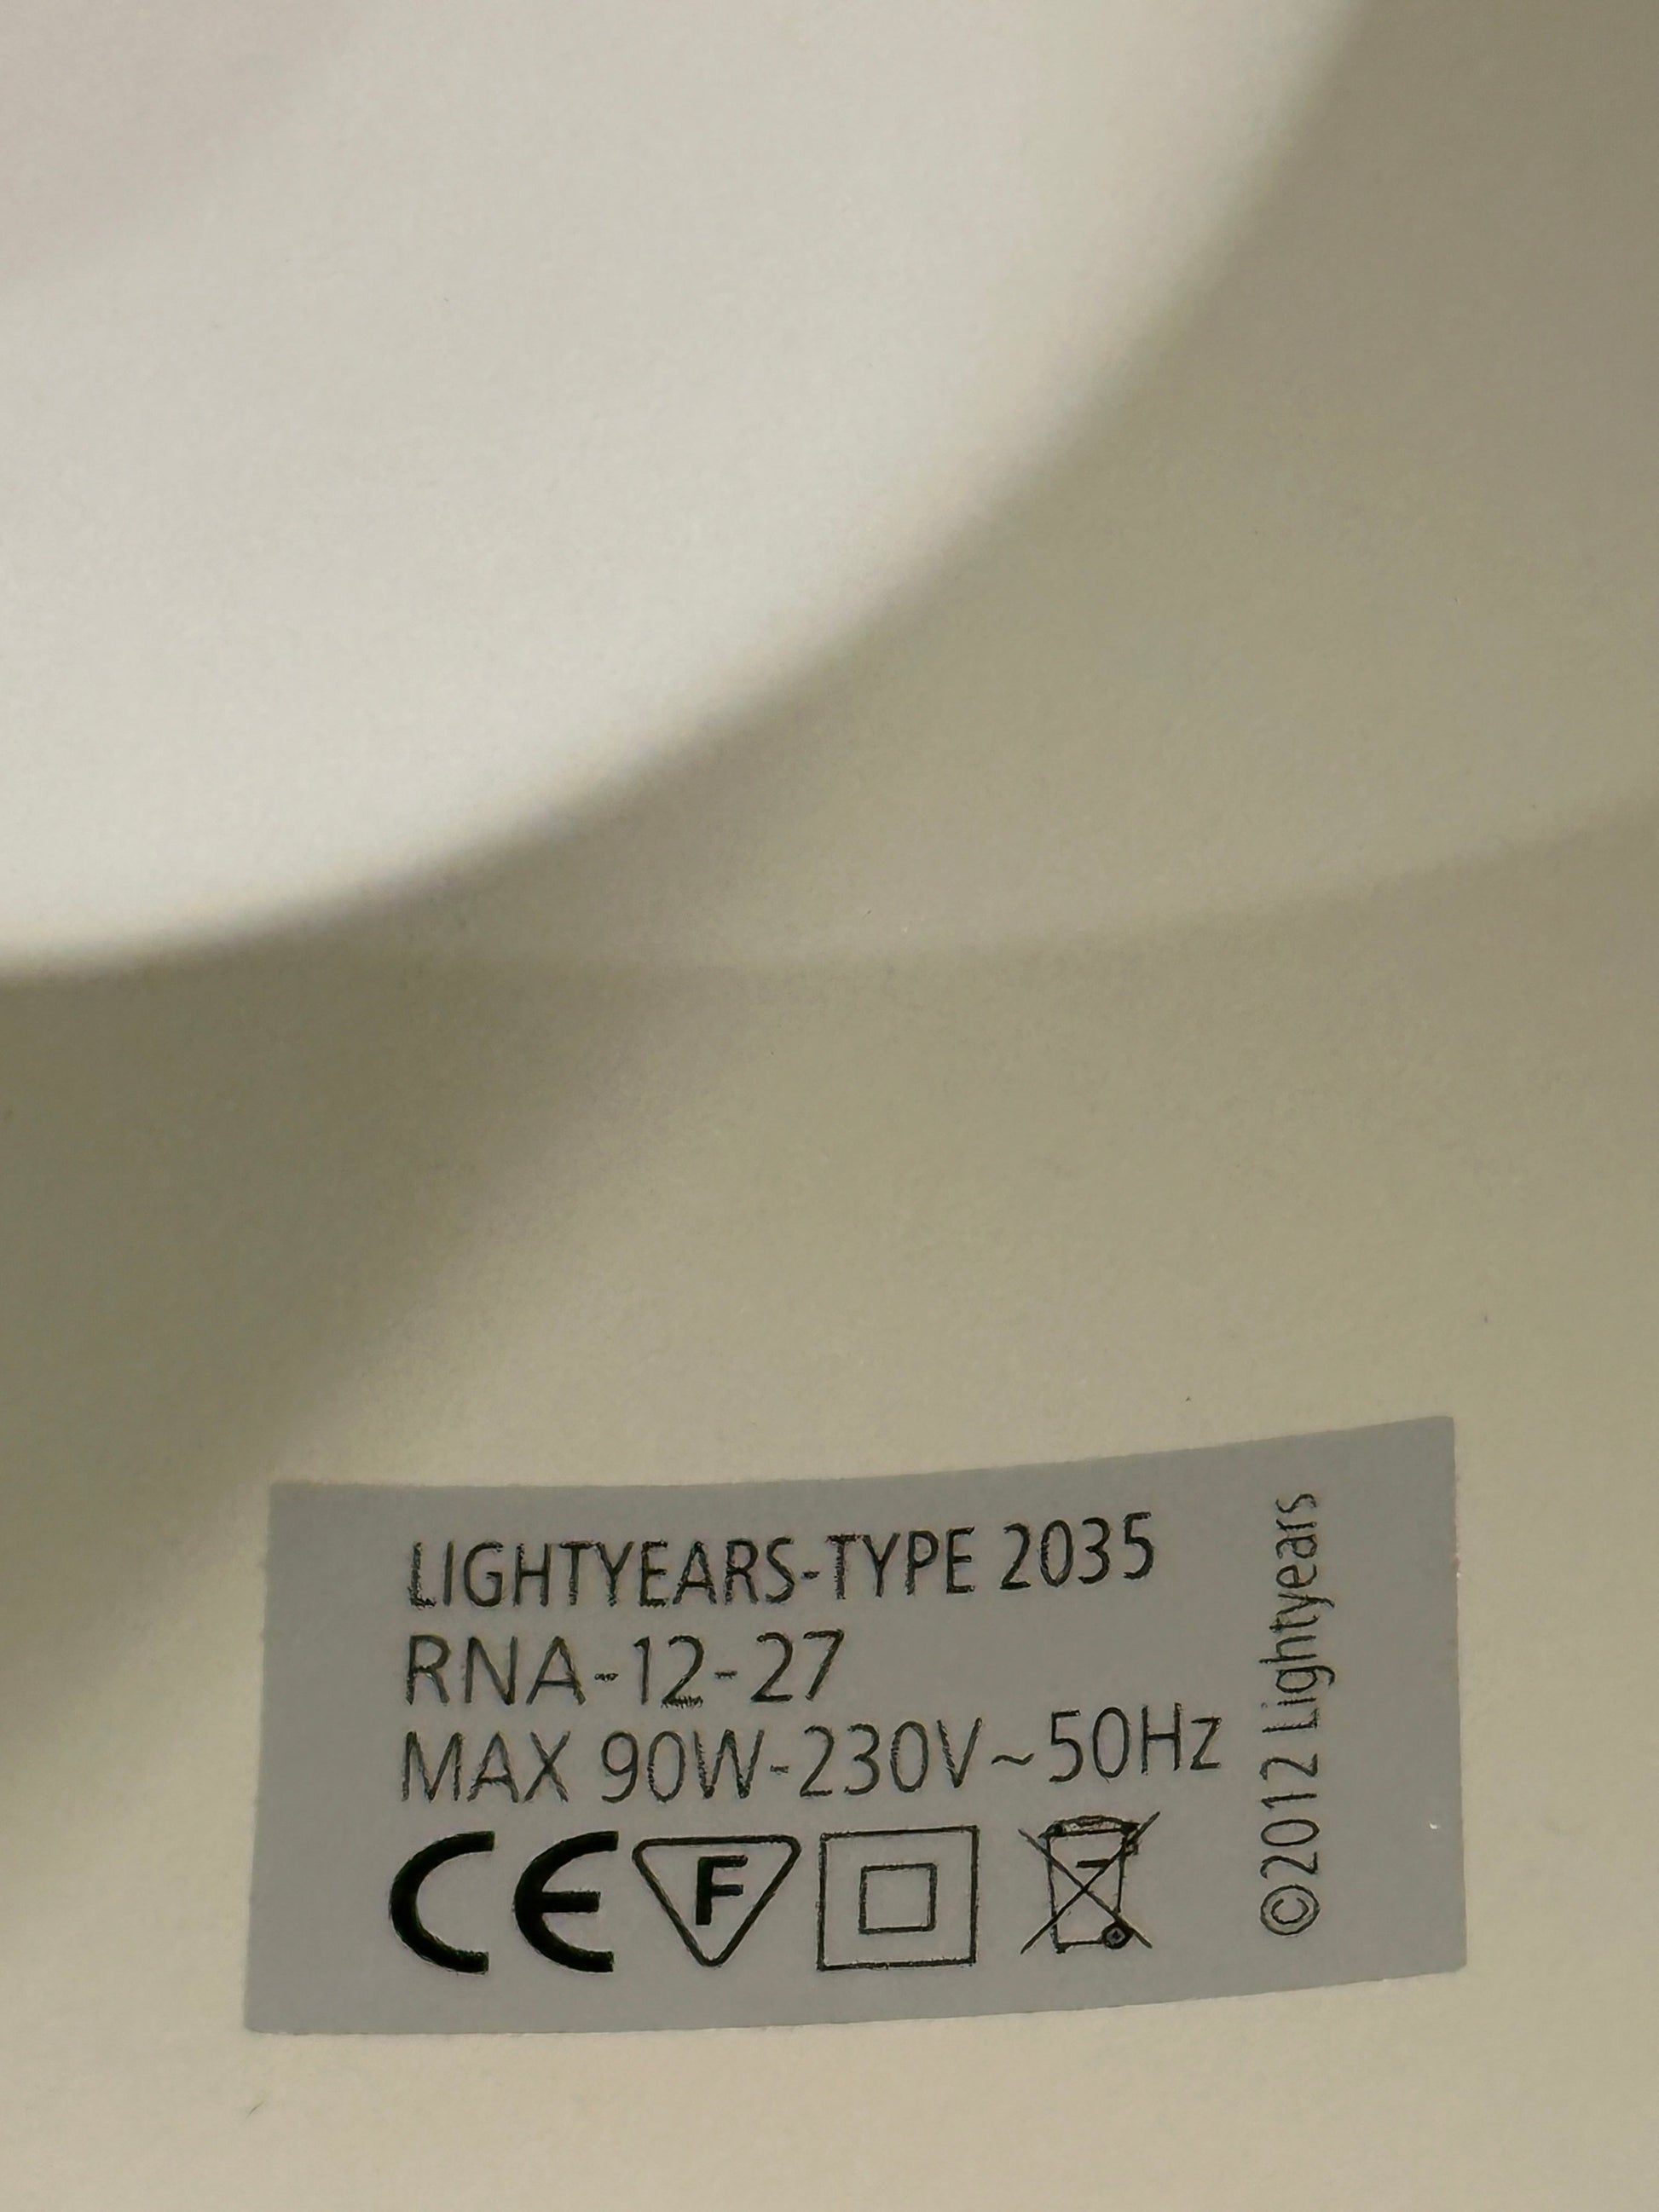 LIGHTYEARS-TYPE 2035
RNA-12-27
MAX 90W-230V~50Hz
CE F
©2012 Lightyears